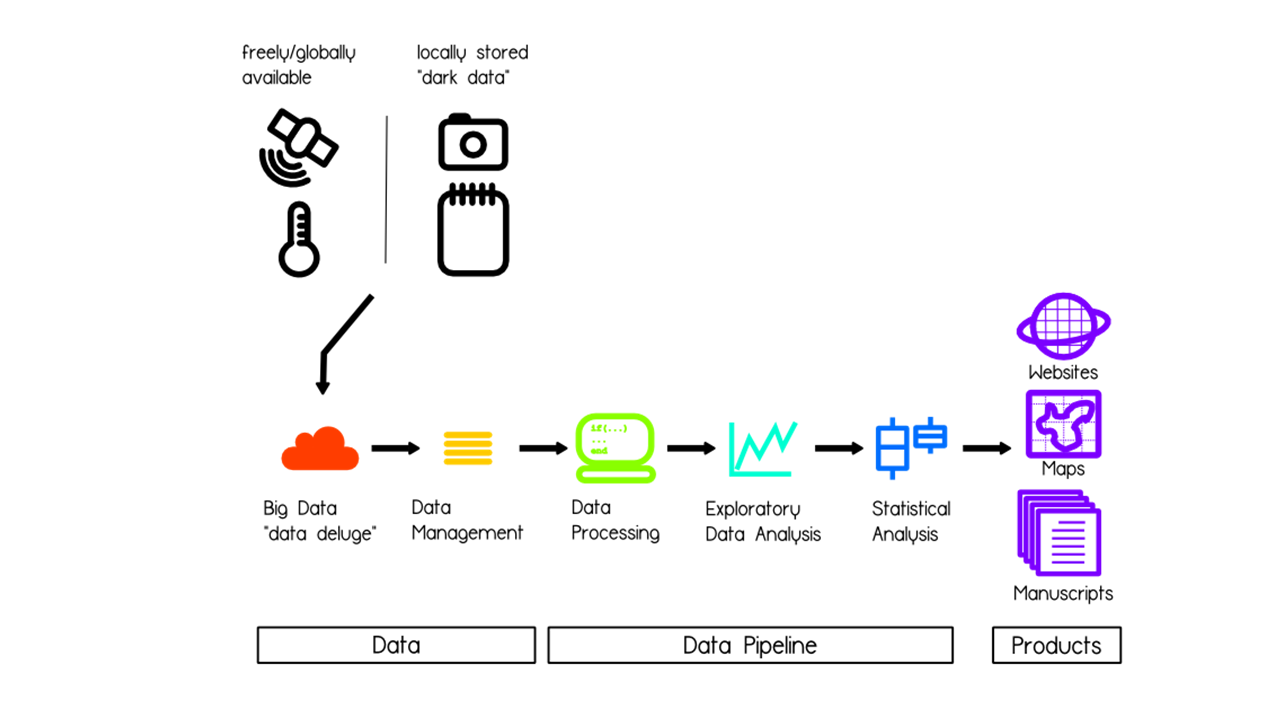 freely/globally
available
locally stored
"dark data"
if(...)
...
end
Big Data
"data deluge"
Data
Management
Data
Processing
Exploratory
Data Analysis
Statistical
Analysis
Websites
Maps
Manuscripts
Data
Data Pipeline
Products